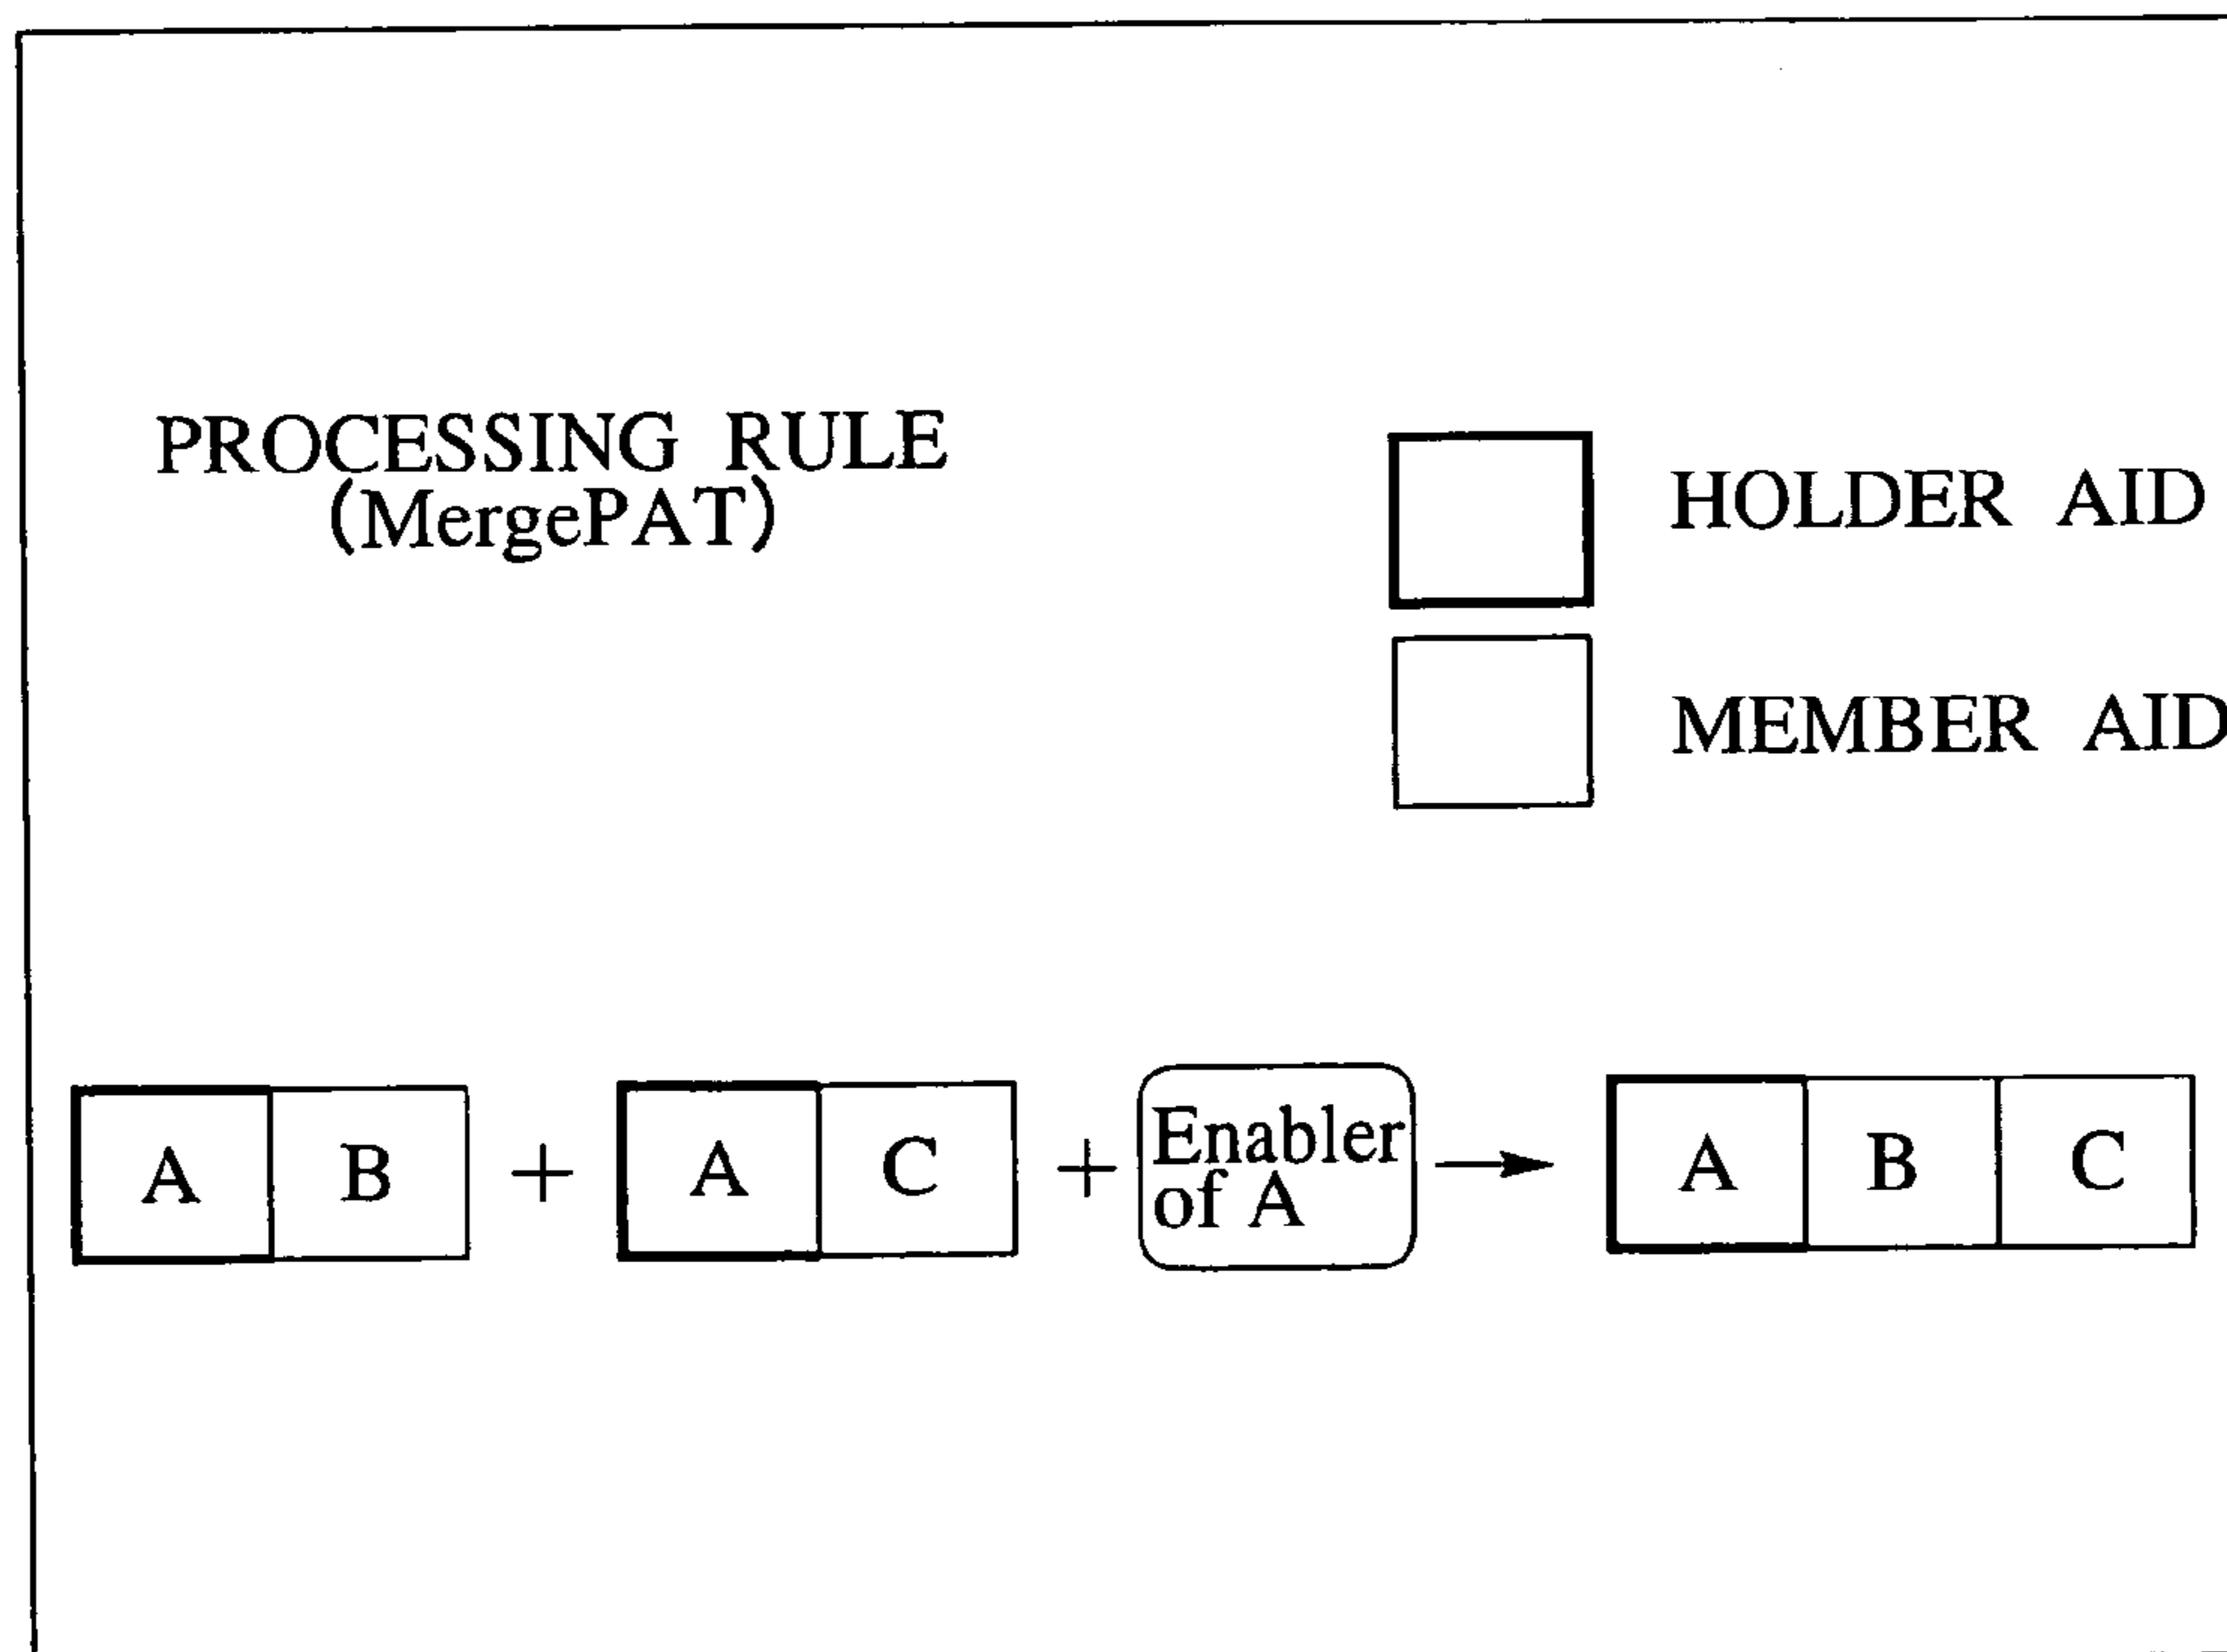 PROCESSING RULE
(MergePAT)
HOLDER AID
MEMBER AID
A B + A C + Enabler of A → A B C